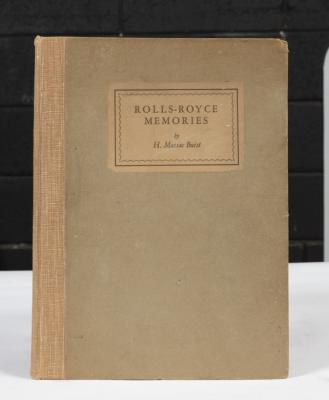 ROLLS-ROYCE
MEMORIES
by
H. Massac Buist